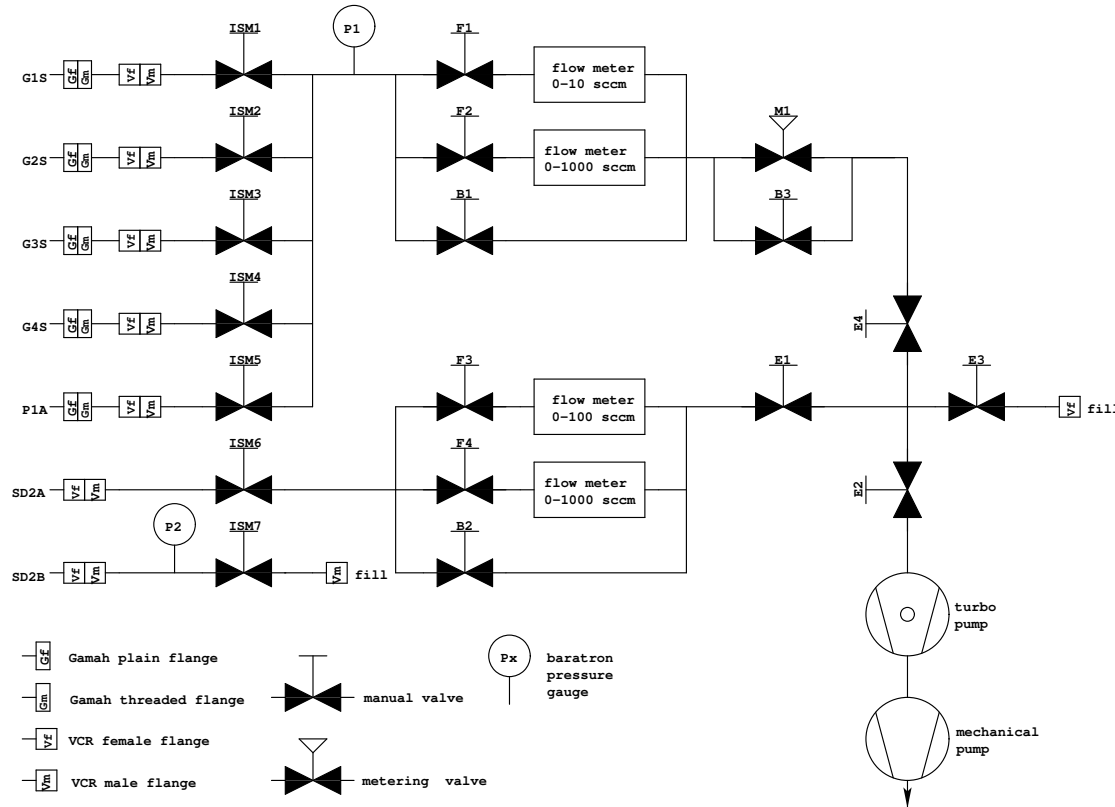 ISM1 P1 F1
G1S Gf Gm Vf Vm flow meter
0-10 sccm
ISM2 F2 M1
G2S Gf Gm Vf Vm flow meter
0-1000 sccm
ISM3 B1 B3
G3S Gf Gm Vf Vm
ISM4
G4S Gf Gm Vf Vm E4
ISM5 F3 E1 E3
P1A Gf Gm Vf Vm flow meter
0-100 sccm Vf fill
ISM6 F4
SD2A Vf Vm flow meter
0-1000 sccm E2
P2 ISM7 B2
SD2B Vf Vm Vm fill
turbo
pump
Gf Gamah plain flange
Gm Gamah threaded flange
Vf VCR female flange
Vm VCR male flange
manual valve
metering valve
Px baratron
pressure
gauge
mechanical
pump